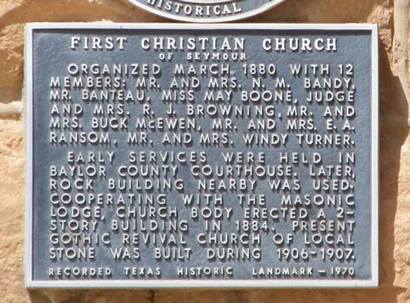 HISTORICAL
FIRST CHRISTIAN CHURCH
OF SEYMOUR
ORGANIZED MARCH 1880 WITH 12
MEMBERS: MR. AND MRS. N. M. BANDY,
MR. BANTEAU, MISS MAY BOONE, JUDGE
AND MRS. R. J. BROWNING, MR. AND
MRS. BUCK McEWEN, MR. AND MRS. E. A.
RANSOM, MR. AND MRS. WINDY TURNER.
EARLY SERVICES WERE HELD IN
BAYLOR COUNTY COURTHOUSE. LATER,
ROCK BUILDING NEARBY WAS USED.
COOPERATING WITH THE MASONIC
LODGE, CHURCH BODY ERECTED A 2-
STORY BUILDING IN 1884. PRESENT
GOTHIC REVIVAL CHURCH OF LOCAL
STONE WAS BUILT DURING 1906-1907.
RECORDED TEXAS HISTORIC LANDMARK - 1970